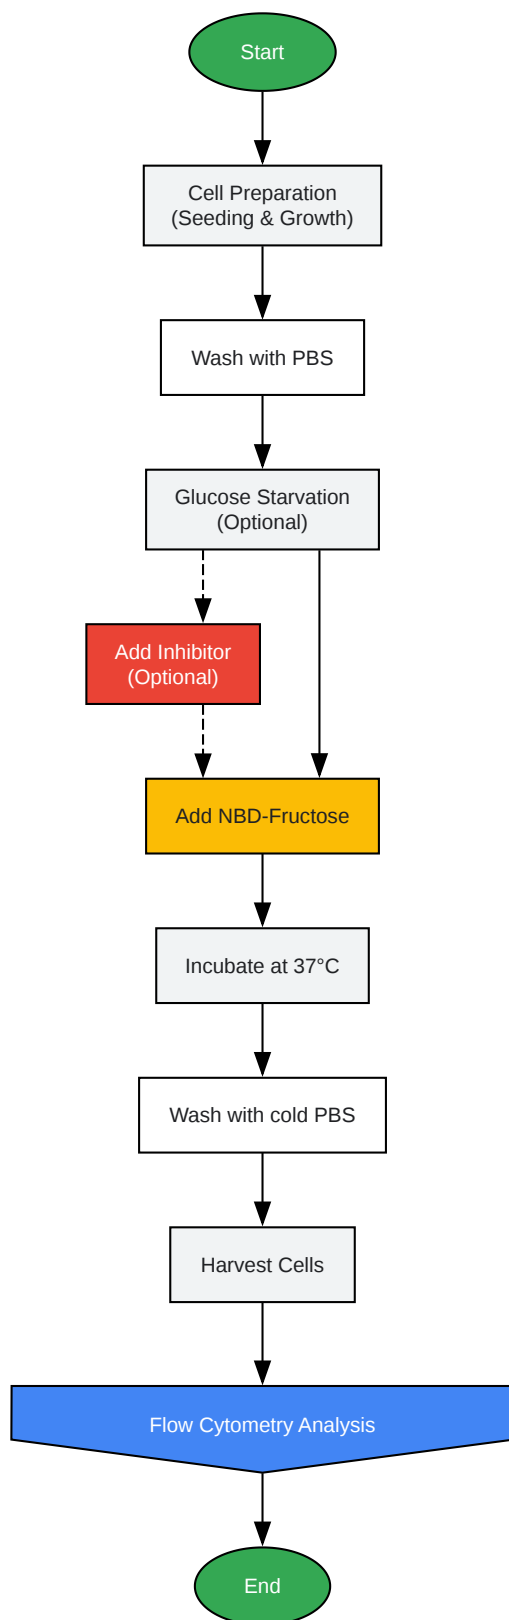 Start
Cell Preparation
(Seeding & Growth)
Wash with PBS
Glucose Starvation
(Optional)
Add Inhibitor
(Optional)
Add NBD-Fructose
Incubate at 37°C
Wash with cold PBS
Harvest Cells
Flow Cytometry Analysis
End